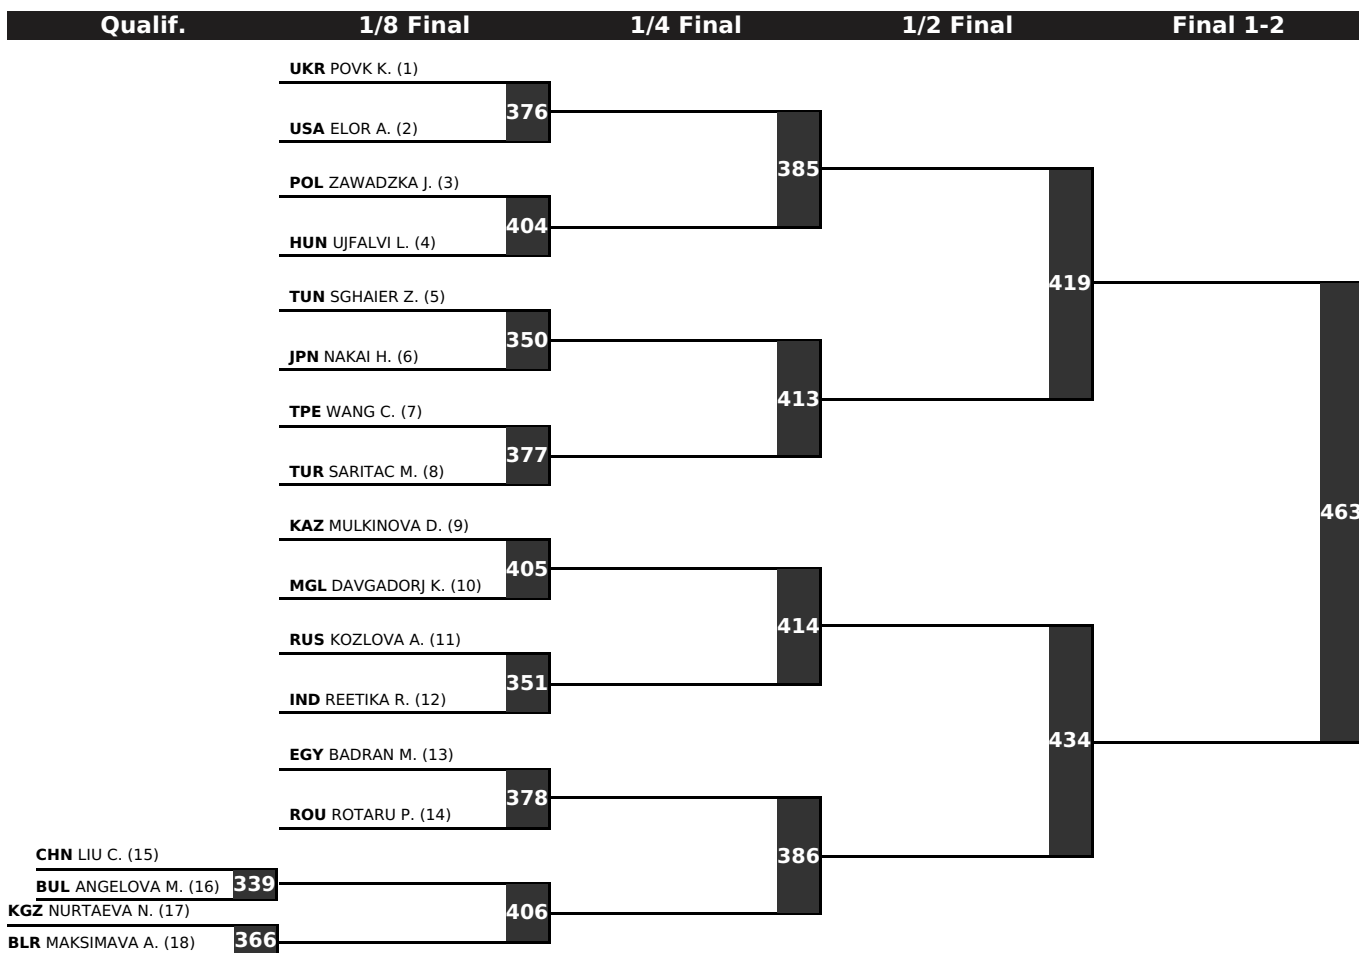 Qualif. 1/8 Final 1/4 Final 1/2 Final Final 1-2
UKR POVK K. (1)
376
USA ELOR A. (2)
385
POL ZAWADZKA J. (3)
404
HUN UJFALVI L. (4)
419
TUN SGHAIER Z. (5)
350
JPN NAKAI H. (6)
413
TPE WANG C. (7)
377
TUR SARITAC M. (8)
463
KAZ MULKINOVA D. (9)
405
MGL DAVGADORJ K. (10)
414
RUS KOZLOVA A. (11)
351
IND REETIKA R. (12)
434
EGY BADRAN M. (13)
378
ROU ROTARU P. (14)
386
CHN LIU C. (15)
339
BUL ANGELOVA M. (16)
406
KGZ NURTAEVA N. (17)
366
BLR MAKSIMAVA A. (18)